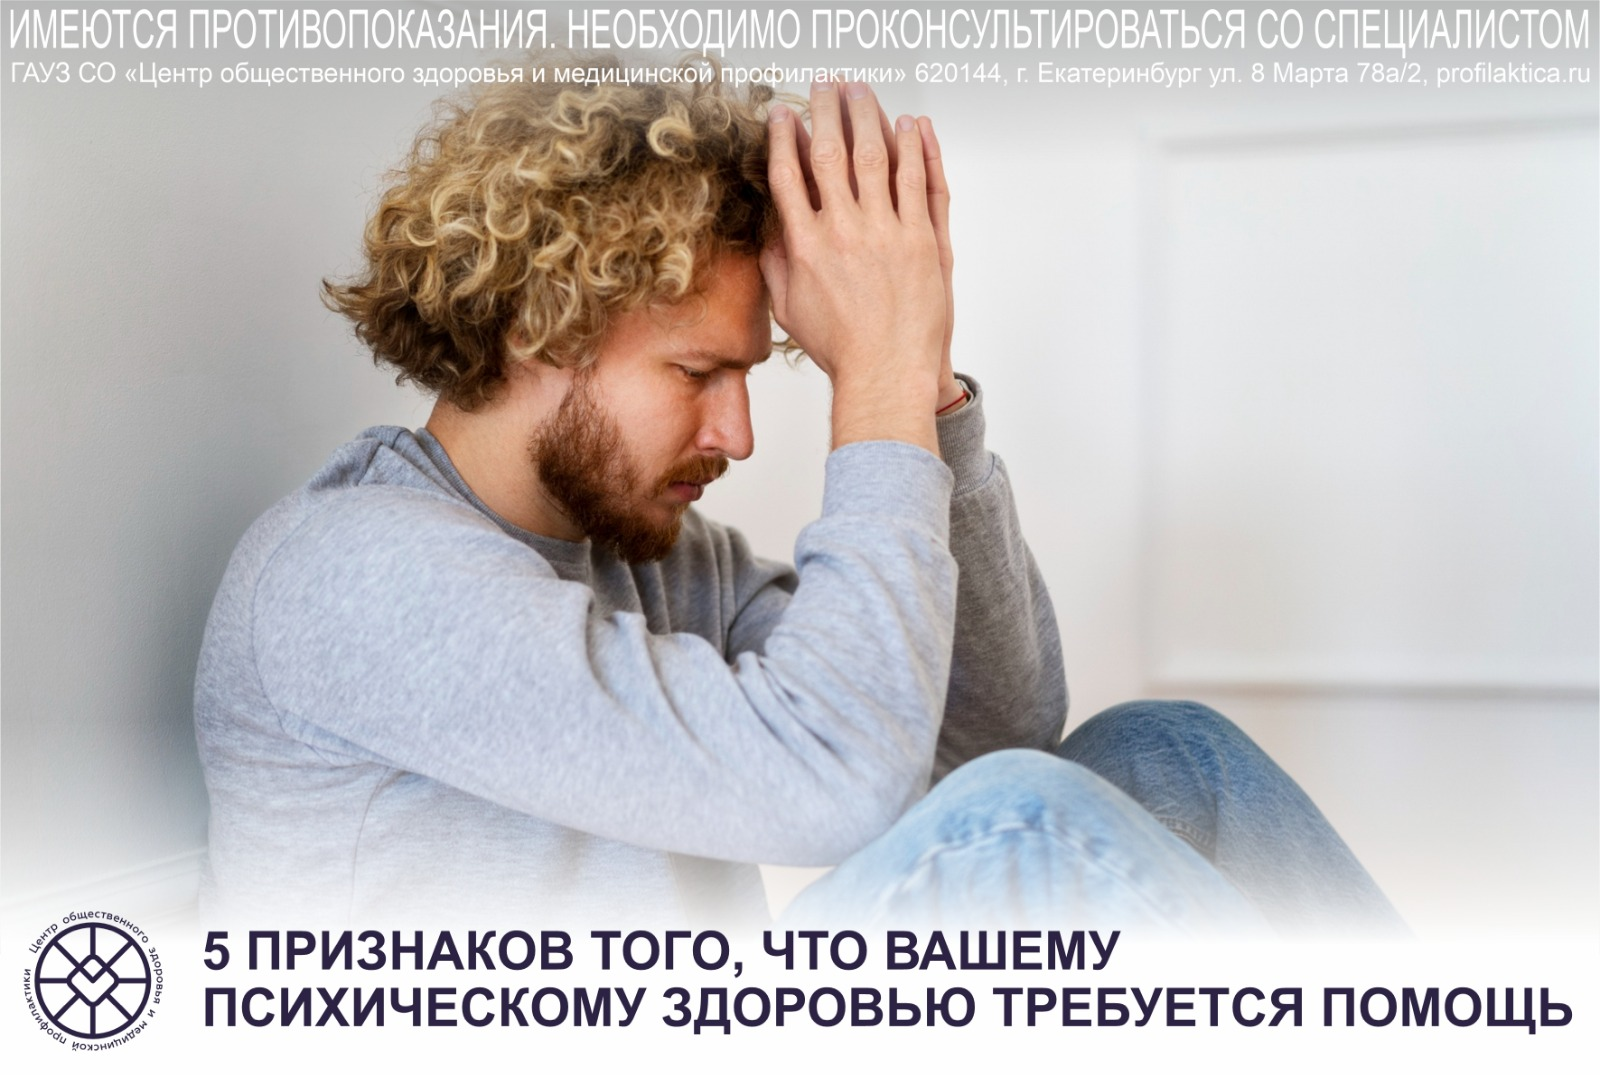 ИМЕЮТСЯ ПРОТИВОПОКАЗАНИЯ. НЕОБХОДИМО ПРОКОНСУЛЬТИРОВАТЬСЯ СО СПЕЦИАЛИСТОМ
ГАУЗ СО «Центр общественного здоровья и медицинской профилактики» 620144, г. Екатеринбург ул. 8 Марта 78а/2, profilaktica.ru
Центр общественного здоровья и медицинской профилактики
5 ПРИЗНАКОВ ТОГО, ЧТО ВАШЕМУ
ПСИХИЧЕСКОМУ ЗДОРОВЬЮ ТРЕБУЕТСЯ ПОМОЩЬ